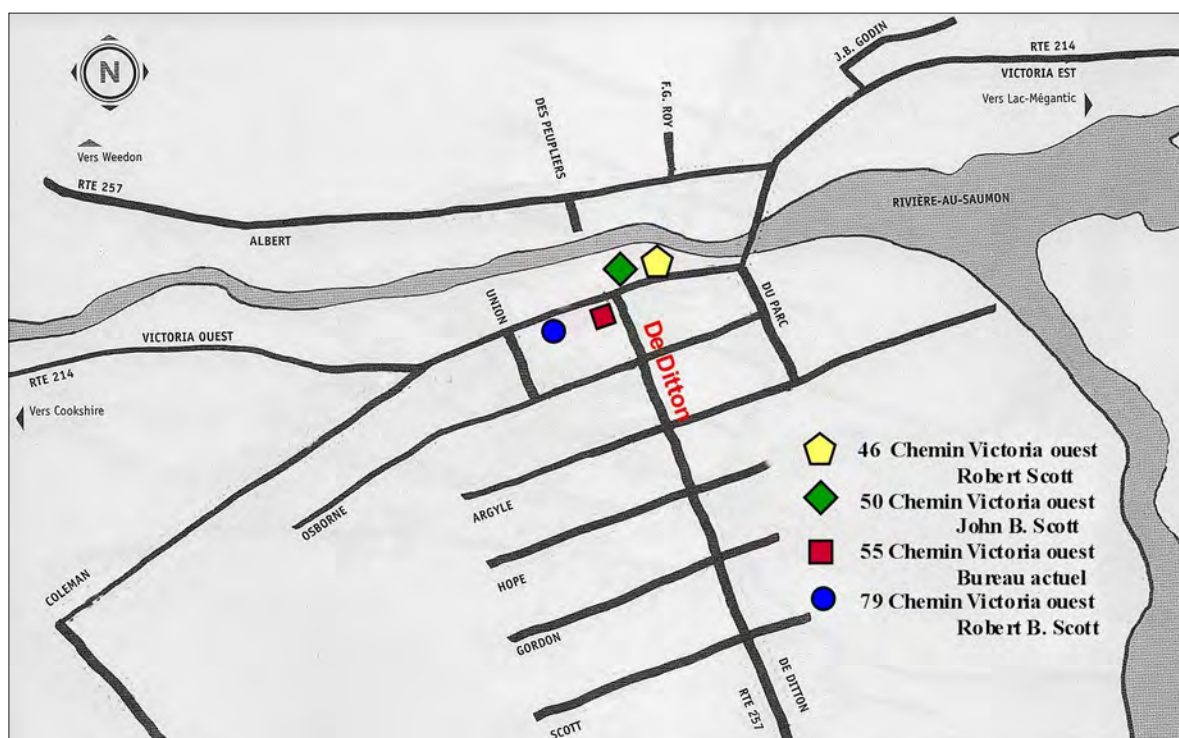 N
J.B. GODIN
RTE 214
VICTORIA EST
Vers Lac-Mégantic
F.G. ROY
DES PEUPLIERS
Vers Weedon
RTE 257
ALBERT
RIVIÈRE-AU-SAUMON
UNION
DU PARC
VICTORIA OUEST
RTE 214
Vers Cookshire
De Ditton
OSBORNE
ARGYLE
HOPE
COLEMAN
GORDON
SCOTT
RTE 257
DE DITTON
46 Chemin Victoria ouest
Robert Scott
50 Chemin Victoria ouest
John B. Scott
55 Chemin Victoria ouest
Bureau actuel
79 Chemin Victoria ouest
Robert B. Scott